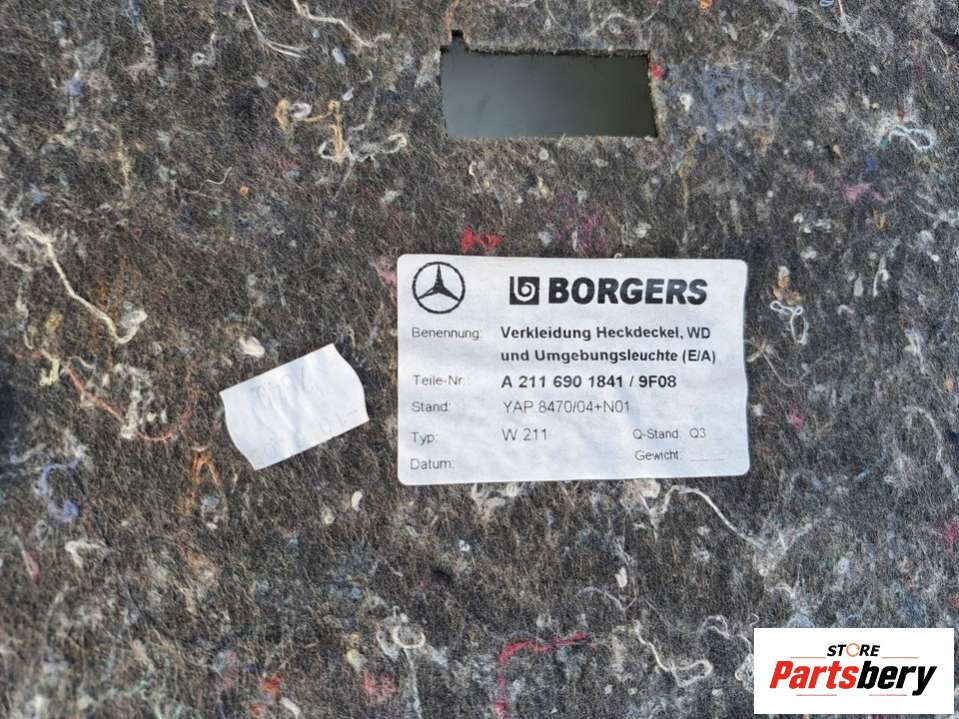 BORGERS
Benennung: Verkleidung Heckdeckel, WD
und Umgebungsleuchte (E/A)
Teile-Nr.: A 211 690 1841 / 9F08
Stand: YAP 8470/04+N01
Typ: W 211 Q-Stand: Q3
Datum: Gewicht:
STORE
Partsbery